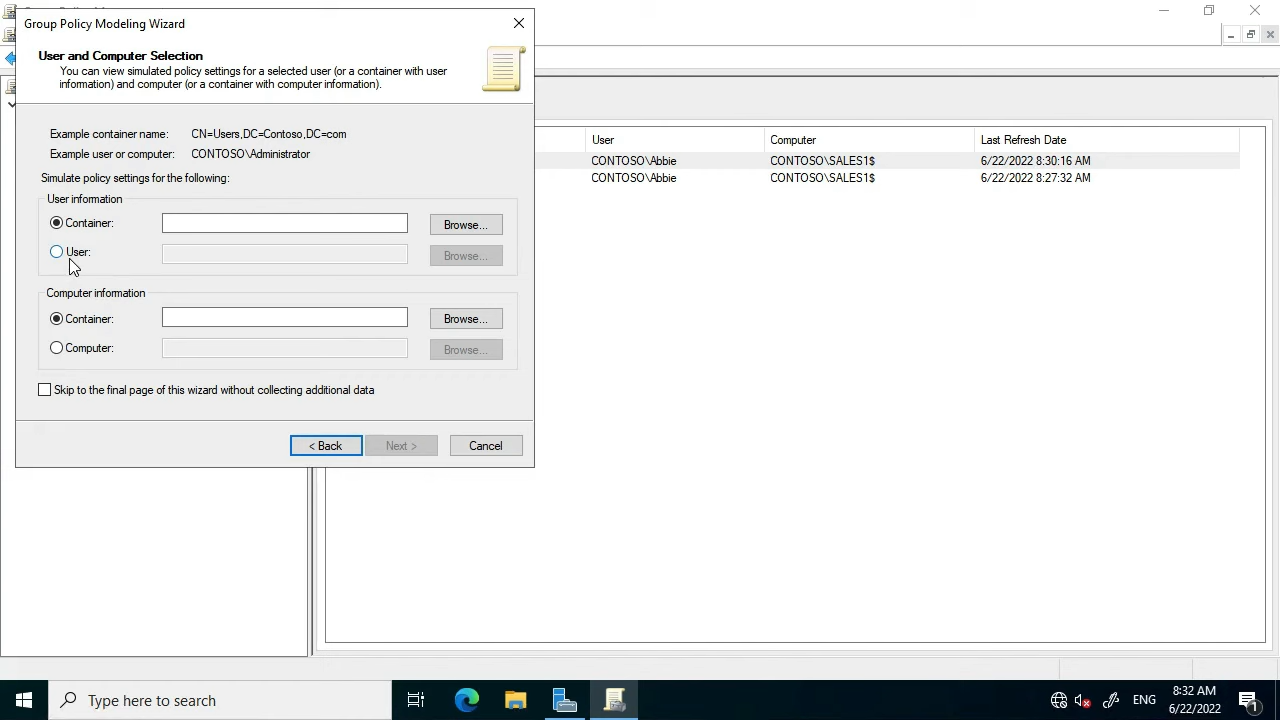 Group Policy Modeling Wizard
User and Computer Selection
You can view simulated policy settings for a selected user (or a container with user
information) and computer (or a container with computer information).
Example container name: CN=Users,DC=Contoso,DC=com
Example user or computer: CONTOSO\Administrator
Simulate policy settings for the following:
User information
Container: Browse...
User: Browse...
Computer information
Container: Browse...
Computer: Browse...
Skip to the final page of this wizard without collecting additional data
< Back Next > Cancel
User Computer Last Refresh Date
CONTOSO\Abbie CONTOSO\SALES1$ 6/22/2022 8:30:16 AM
CONTOSO\Abbie CONTOSO\SALES1$ 6/22/2022 8:27:32 AM
Type here to search
ENG
8:32 AM
6/22/2022
1